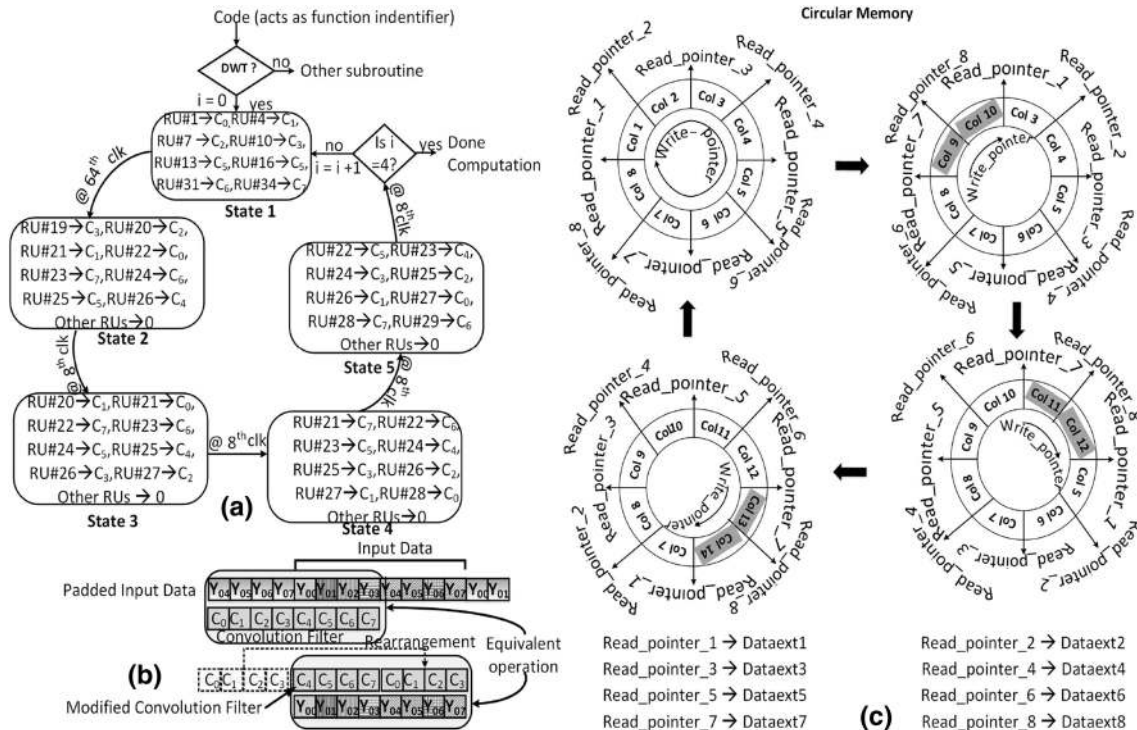 Code (acts as function indentifier)
DWT ?
no
Other subroutine
i = 0
yes
RU#1→C₀,RU#4→C₁,
RU#7 →C₂,RU#10→C₃,
RU#13→C₅,RU#16→C₅,
RU#31→C₆,RU#34→C₇
State 1
Is i
=4?
no
i = i +1
yes
Done
Computation
@ 64th clk
RU#19→C₃,RU#20→C₂,
RU#21→C₁,RU#22→C₀,
RU#23→C₇,RU#24→C₆,
RU#25→C₅,RU#26→C₄
Other RUs→0
State 2
@ 8th clk
RU#20→C₁,RU#21→C₀,
RU#22→C₇,RU#23→C₆,
RU#24→C₅,RU#25→C₄,
RU#26→C₃,RU#27→C₂
Other RUs → 0
State 3
@ 8th clk
RU#21→C₇,RU#22→C₆,
RU#24→C₅,RU#24→C₄,
RU#25→C₃,RU#26→C₂,
RU#27→C₁,RU#28→C₀
Other RUs→0
State 4
@ 8th clk
RU#22→C₅,RU#23→C₄,
RU#24→C₃,RU#25→C₂,
RU#26→C₁,RU#27→C₀,
RU#28→C₇,RU#29→C₆
Other RUs→0
State 5
@ 8th clk
(a)
Input Data
Padded Input Data
Y₀₄ Y₀₅ Y₀₆ Y₀₇ Y₀₀ Y₀₁ Y₀₂ Y₀₃ Y₀₄ Y₀₅ Y₀₆ Y₀₇ Y₀₀ Y₀₁
C₀ C₁ C₂ C₃ C₄ C₅ C₆ C₇
Convolution Filter
Rearrangement
Equivalent
operation
(b)
C₀ C₁ C₂ C₃ C₄ C₅ C₆ C₇ C₀ C₁ C₂ C₃
Modified Convolution Filter
Y₀₀ Y₀₁ Y₀₂ Y₀₃ Y₀₄ Y₀₅ Y₀₆ Y₀₇
Circular Memory
Read_pointer_1
Read_pointer_2
Read_pointer_3
Read_pointer_4
Read_pointer_5
Read_pointer_6
Read_pointer_7
Read_pointer_8
Col 1
Col 2
Col 3
Col 4
Col 5
Col 6
Col 7
Col 8
Write_pointer
Read_pointer_7
Read_pointer_8
Read_pointer_1
Read_pointer_2
Read_pointer_3
Read_pointer_4
Read_pointer_5
Read_pointer_6
Col 9
Col 10
Col 3
Col 4
Col 5
Col 6
Col 7
Col 8
Write_pointer
Read_pointer_4
Read_pointer_5
Read_pointer_6
Read_pointer_7
Read_pointer_8
Read_pointer_1
Read_pointer_2
Read_pointer_3
Col 9
Col10
Col11
Col 12
Col 13
Col 14
Col 7
Col 8
Write_pointer
Read_pointer_6
Read_pointer_7
Read_pointer_8
Read_pointer_1
Read_pointer_2
Read_pointer_3
Read_pointer_4
Read_pointer_5
Col 9
Col 10
Col11
Col 12
Col 5
Col 6
Col 7
Col8
Write_pointer
Read_pointer_1 → Dataext1
Read_pointer_2 → Dataext2
Read_pointer_3 → Dataext3
Read_pointer_4 → Dataext4
Read_pointer_5 → Dataext5
Read_pointer_6 → Dataext6
Read_pointer_7 → Dataext7
Read_pointer_8 → Dataext8
(c)